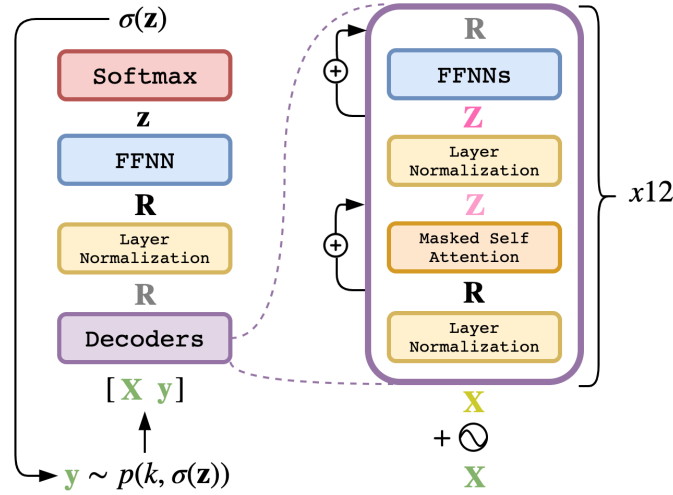 σ(z)
Softmax
z
FFNN
R
Layer
Normalization
R
Decoders
[ X y ]
y ~ p(k, σ(z))
R
FFNNs
+
Z
Layer
Normalization
Z
Masked Self
Attention
+
R
Layer
Normalization
x12
X
+
X